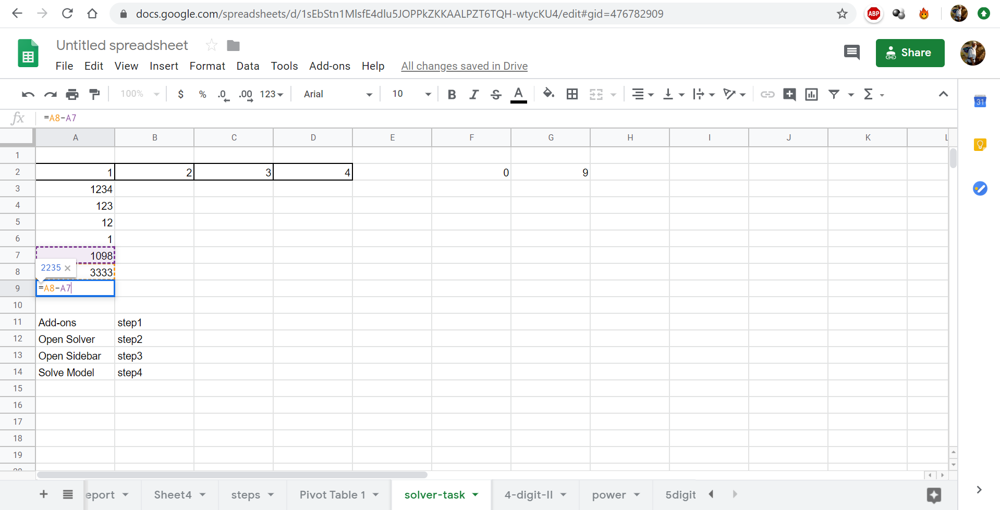 docs.google.com/spreadsheets/d/1sEbStn1MlsfE4dlu5JOPPkZKKAALPZT6TQH-wtycKU4/edit#gid=476782909
ABP
Untitled spreadsheet
File Edit View Insert Format Data Tools Add-ons Help All changes saved in Drive
Share
100% $ % .0 .00 123 Arial 10 B I S A Σ
31
fx =A8-A7
A B C D E F G H I J K L
1
2 1 2 3 4 0 9
3 1234
4 123
5 12
6 1
7 1098
2235 ×
8 3333
9 =A8-A7
10
11 Add-ons step1
12 Open Solver step2
13 Open Sidebar step3
14 Solve Model step4
15
16
17
18
19
20
+ eport Sheet4 steps Pivot Table 1 solver-task 4-digit-II power 5digit